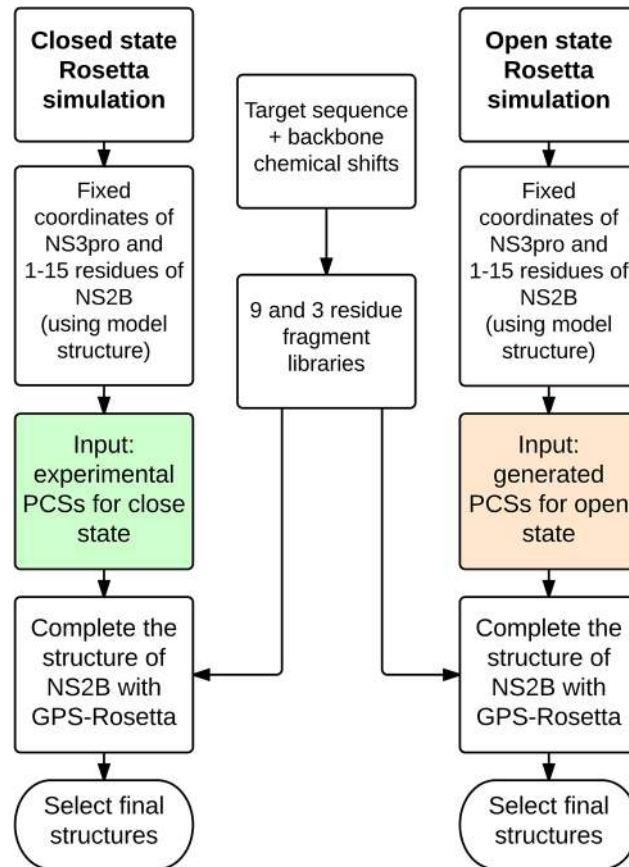 Closed state
Rosetta
simulation
Fixed
coordinates of
NS3pro and
1-15 residues of
NS2B
(using model
structure)
Input:
experimental
PCSs for close
state
Complete the
structure of
NS2B with
GPS-Rosetta
Select final
structures
Target sequence
+ backbone
chemical shifts
9 and 3 residue
fragment
libraries
Open state
Rosetta
simulation
Fixed
coordinates of
NS3pro and
1-15 residues of
NS2B
(using model
structure)
Input:
generated
PCSs for open
state
Complete the
structure of
NS2B with
GPS-Rosetta
Select final
structures